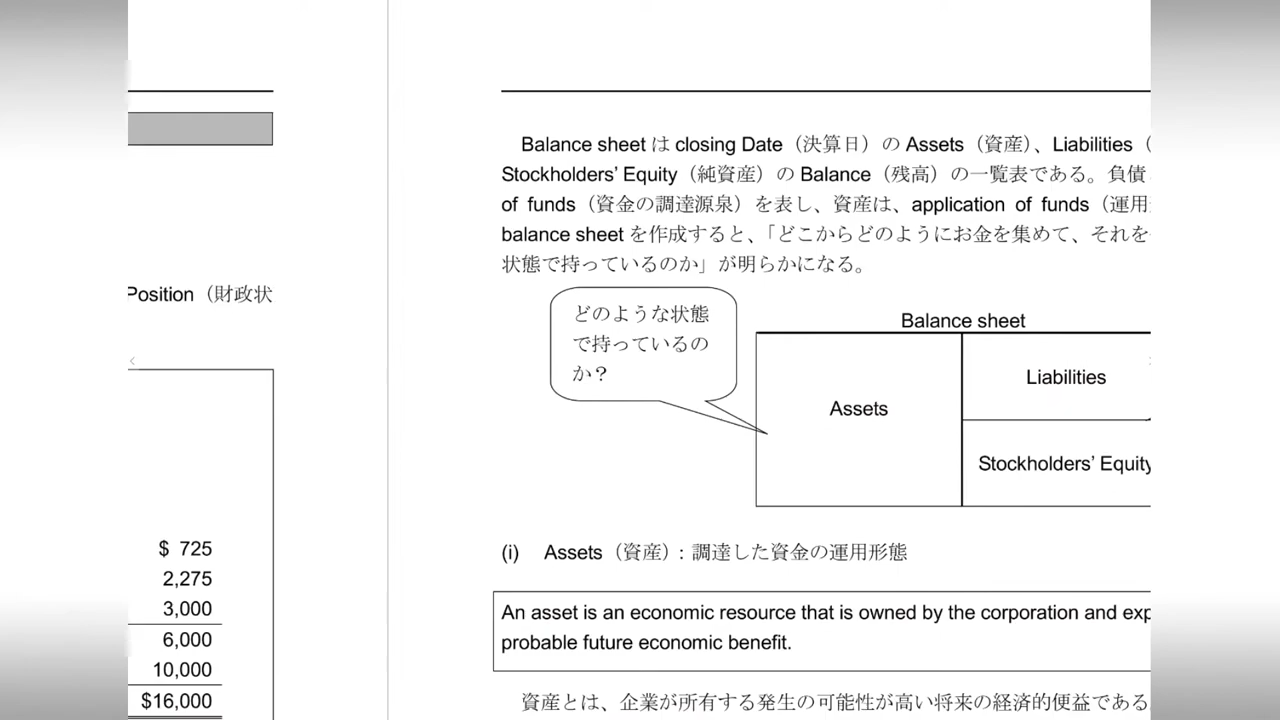 Position（財政状
$ 725
2,275
3,000
6,000
10,000
$16,000
Balance sheet は closing Date（決算日）の Assets（資産）、Liabilities（
Stockholders' Equity（純資産）の Balance（残高）の一覧表である。負債
of funds（資金の調達源泉）を表し、資産は、application of funds（運用
balance sheet を作成すると、「どこからどのようにお金を集めて、それを
状態で持っているのか」が明らかになる。
どのような状態
で持っているの
か？
Balance sheet
Assets
Liabilities
Stockholders' Equity
(i) Assets（資産）: 調達した資金の運用形態
An asset is an economic resource that is owned by the corporation and exp
probable future economic benefit.
資産とは、企業が所有する発生の可能性が高い将来の経済的便益である